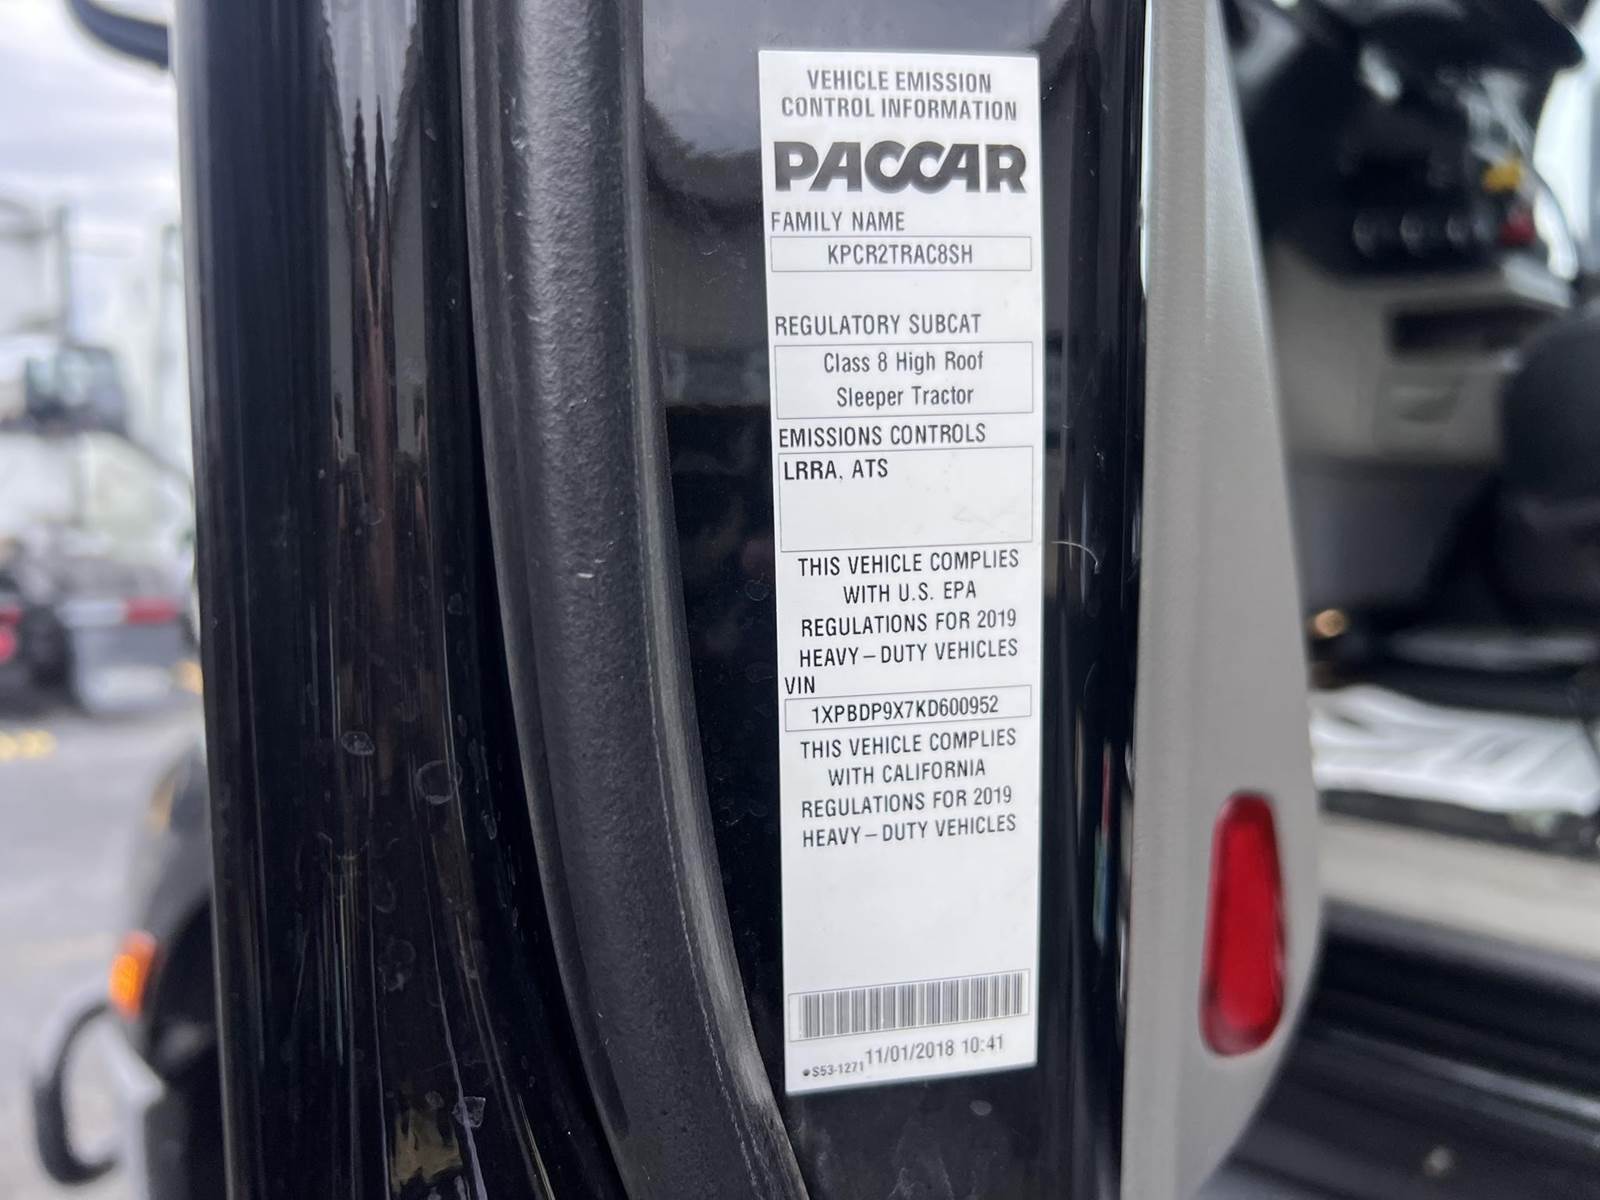 VEHICLE EMISSION
CONTROL INFORMATION
PACCAR
FAMILY NAME
KPCR2TRAC8SH
REGULATORY SUBCAT
Class 8 High Roof
Sleeper Tractor
EMISSIONS CONTROLS
LRRA, ATS
THIS VEHICLE COMPLIES
WITH U.S. EPA
REGULATIONS FOR 2019
HEAVY-DUTY VEHICLES
VIN
1XPBDP9X7KD600952
THIS VEHICLE COMPLIES
WITH CALIFORNIA
REGULATIONS FOR 2019
HEAVY-DUTY VEHICLES
S53-1271 11/01/2018 10:41